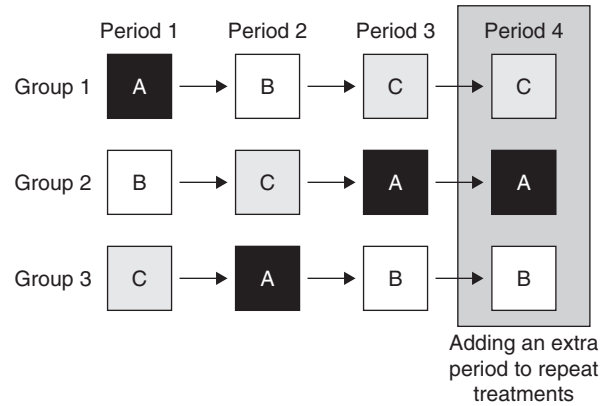 Period 1 Period 2 Period 3 Period 4
Group 1 A B C C
Group 2 B C A A
Group 3 C A B B
Adding an extra
period to repeat
treatments